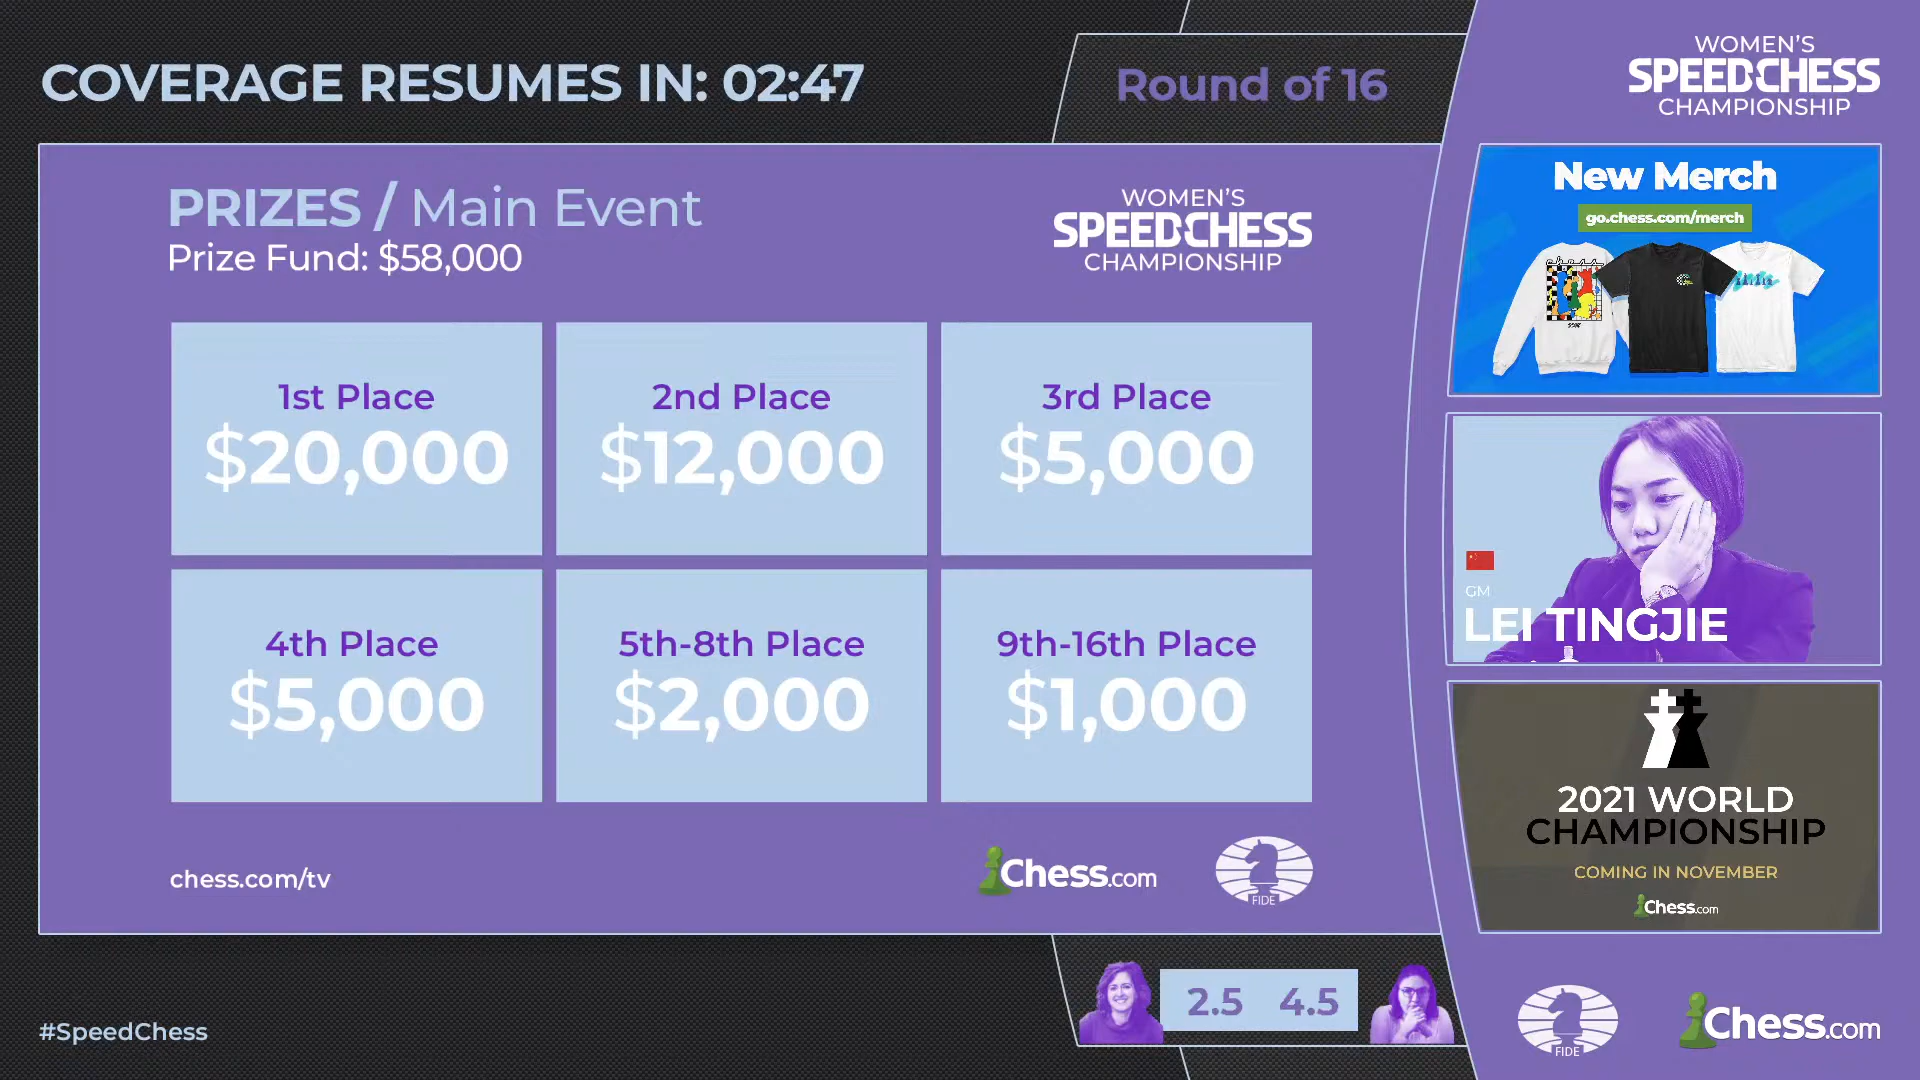 COVERAGE RESUMES IN: 02:47
Round of 16
WOMEN'S
SPEEDCHESS
CHAMPIONSHIP
PRIZES / Main Event
Prize Fund: $58,000
WOMEN'S
SPEEDCHESS
CHAMPIONSHIP
1st Place
$20,000
2nd Place
$12,000
3rd Place
$5,000
4th Place
$5,000
5th-8th Place
$2,000
9th-16th Place
$1,000
chess.com/tv
Chess.com
FIDE
New Merch
go.chess.com/merch
chess
GM
LEI TINGJIE
2021 WORLD
CHAMPIONSHIP
COMING IN NOVEMBER
Chess.com
2.5 4.5
#SpeedChess
FIDE
Chess.com